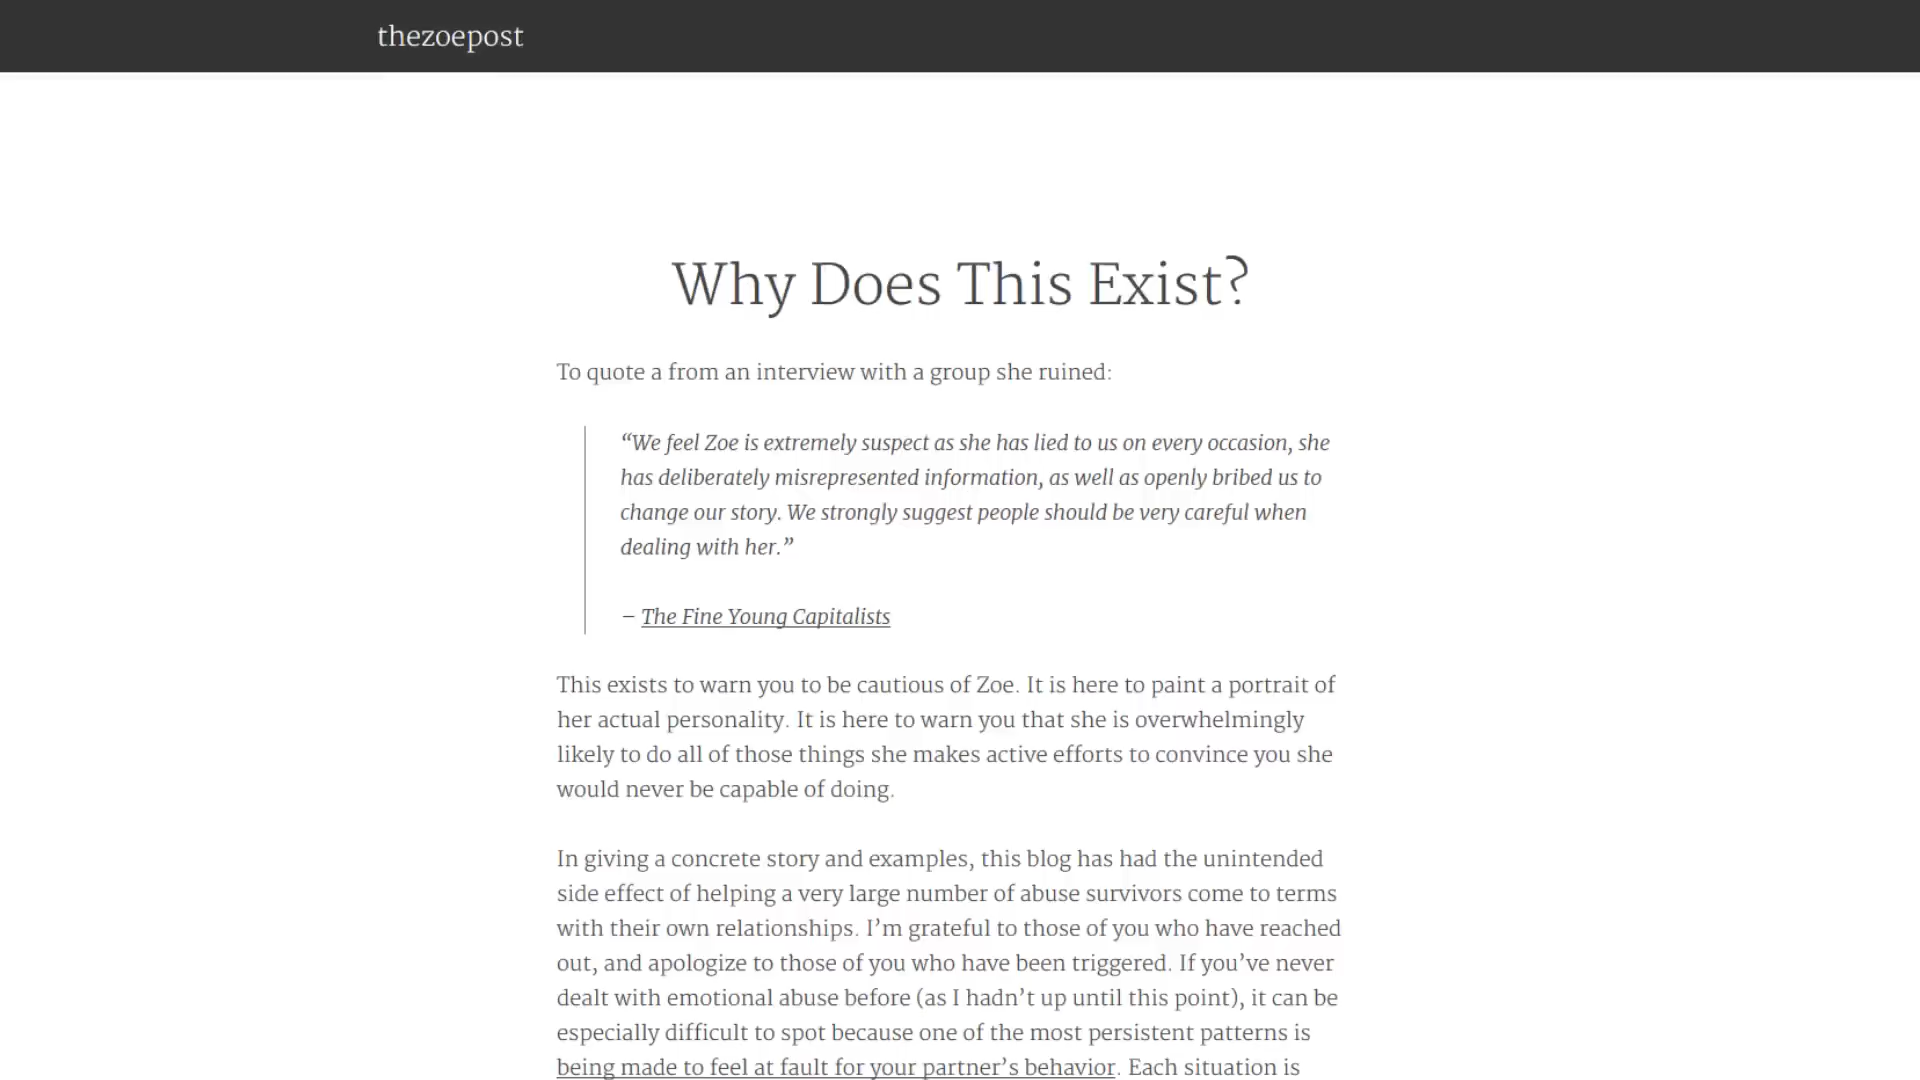 thezoepost
Why Does This Exist?
To quote a from an interview with a group she ruined:
“We feel Zoe is extremely suspect as she has lied to us on every occasion, she
has deliberately misrepresented information, as well as openly bribed us to
change our story. We strongly suggest people should be very careful when
dealing with her.”
– The Fine Young Capitalists
This exists to warn you to be cautious of Zoe. It is here to paint a portrait of
her actual personality. It is here to warn you that she is overwhelmingly
likely to do all of those things she makes active efforts to convince you she
would never be capable of doing.
In giving a concrete story and examples, this blog has had the unintended
side effect of helping a very large number of abuse survivors come to terms
with their own relationships. I’m grateful to those of you who have reached
out, and apologize to those of you who have been triggered. If you’ve never
dealt with emotional abuse before (as I hadn’t up until this point), it can be
especially difficult to spot because one of the most persistent patterns is
being made to feel at fault for your partner’s behavior. Each situation is